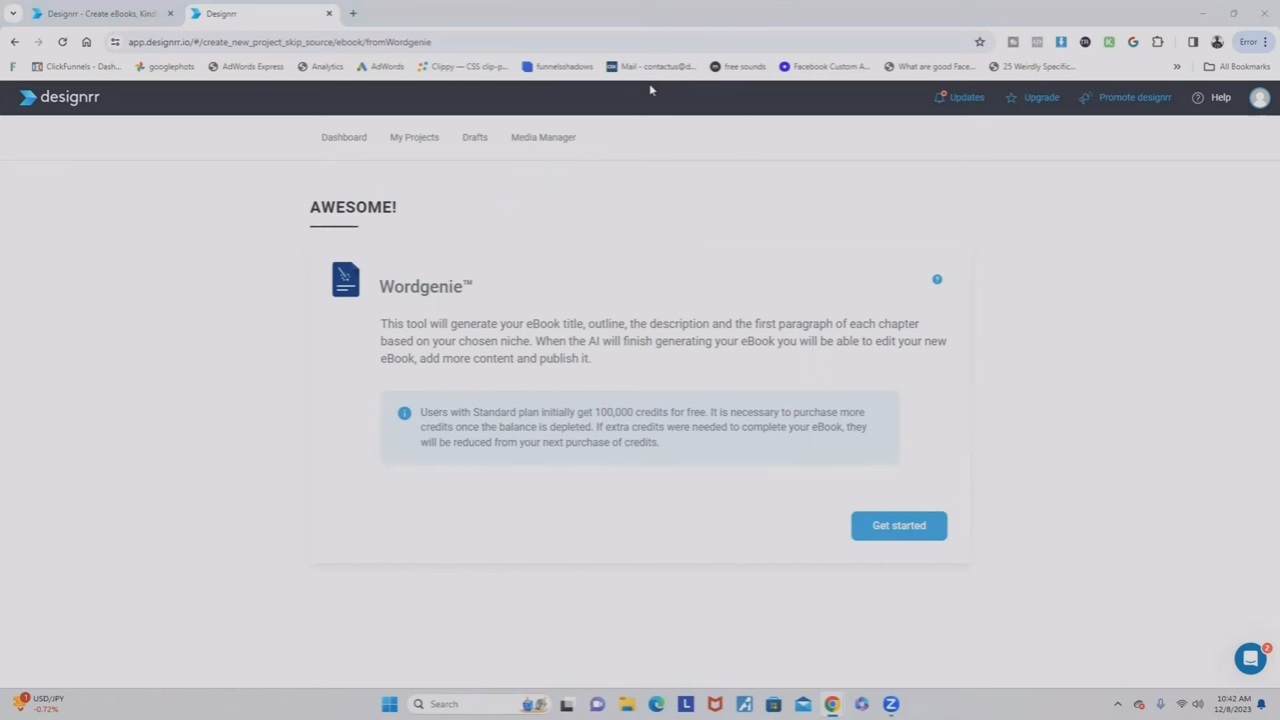 Designrr - Create eBooks, Kind
Designrr
app.designrr.io/#/create_new_project_skip_source/ebook/fromWordgenie
Error
ClickFunnels - Dash...
googlephots
AdWords Express
Analytics
AdWords
Clippy — CSS clip-p...
funnelsshadows
Mail - contactus@d...
free sounds
Facebook Custom A...
What are good Face...
25 Weirdly Specific...
»
All Bookmarks
designrr
Updates
Upgrade
Promote designrr
Help
Dashboard
My Projects
Drafts
Media Manager
AWESOME!
Wordgenie™
This tool will generate your eBook title, outline, the description and the first paragraph of each chapter
based on your chosen niche. When the AI will finish generating your eBook you will be able to edit your new
eBook, add more content and publish it.
Users with Standard plan initially get 100,000 credits for free. It is necessary to purchase more
credits once the balance is depleted. If extra credits were needed to complete your eBook, they
will be reduced from your next purchase of credits.
Get started
2
1
USD/JPY
-0.72%
Search
10:42 AM
12/8/2023